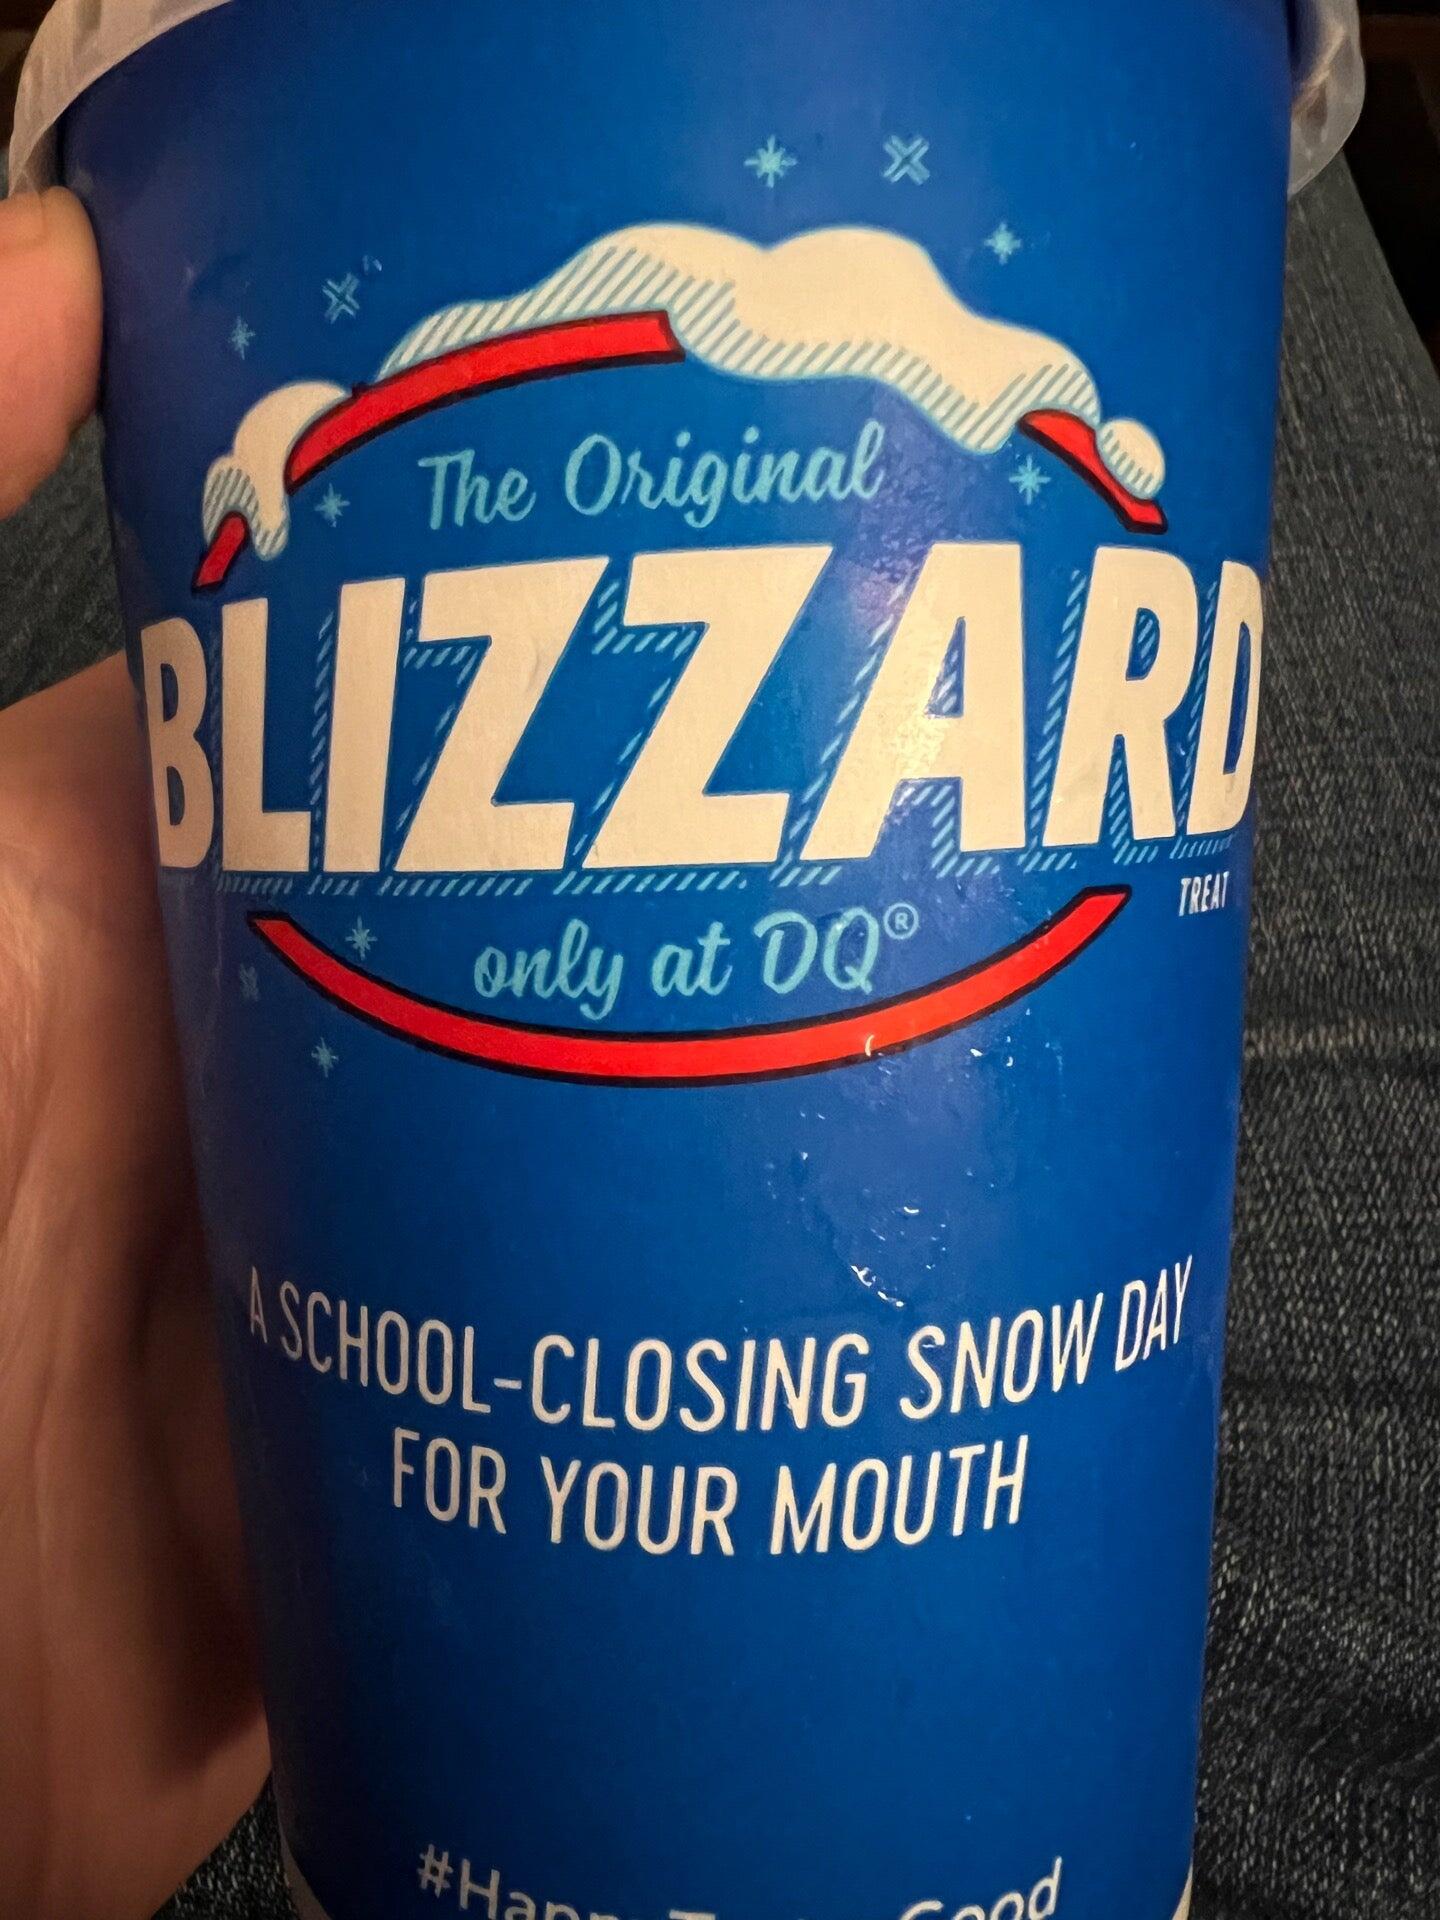 The Original
BLIZZARD
TREAT
only at DQ®
A SCHOOL-CLOSING SNOW DAY
FOR YOUR MOUTH